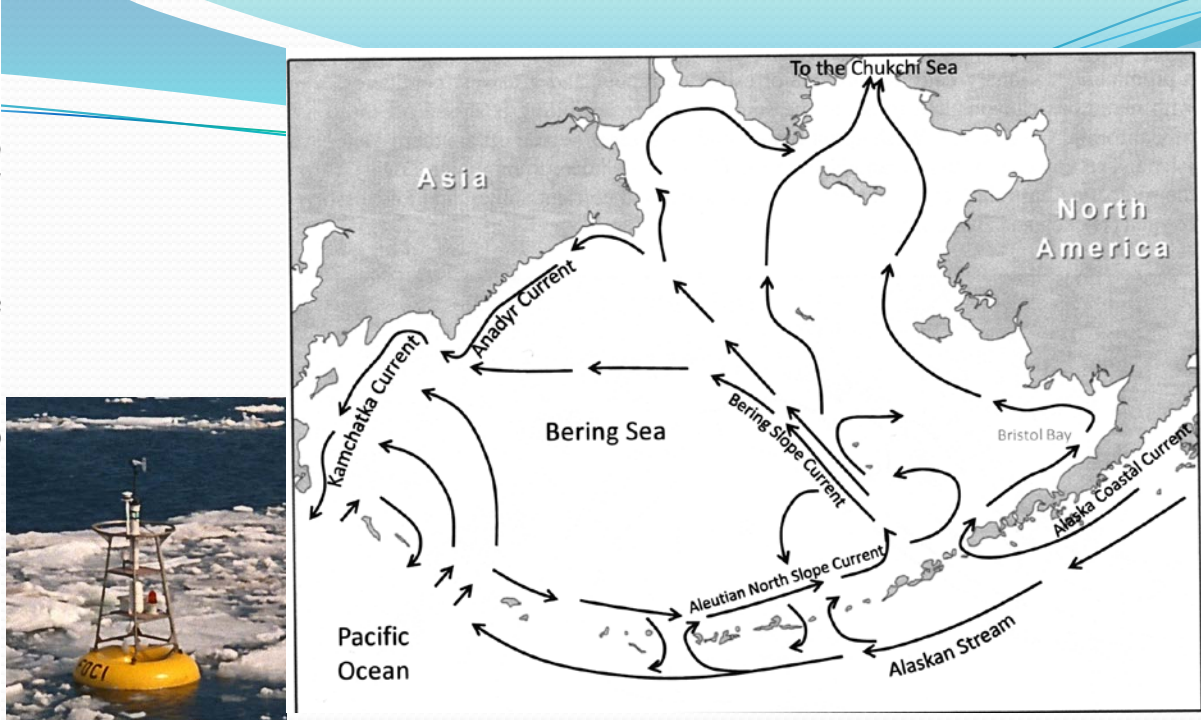 To the Chukchi Sea
Asia
North
America
Anadyr Current
Kamchatka Current
Bering Sea
Bering Slope Current
Bristol Bay
Alaska Coastal Current
Aleutian North Slope Current
Pacific
Ocean
Alaskan Stream
FOCI